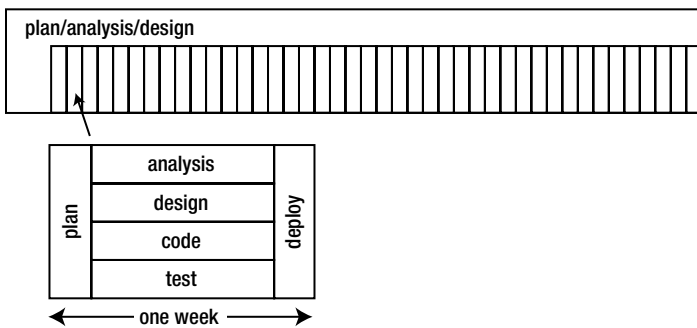 plan/analysis/design
plan
analysis
design
code
test
deploy
one week